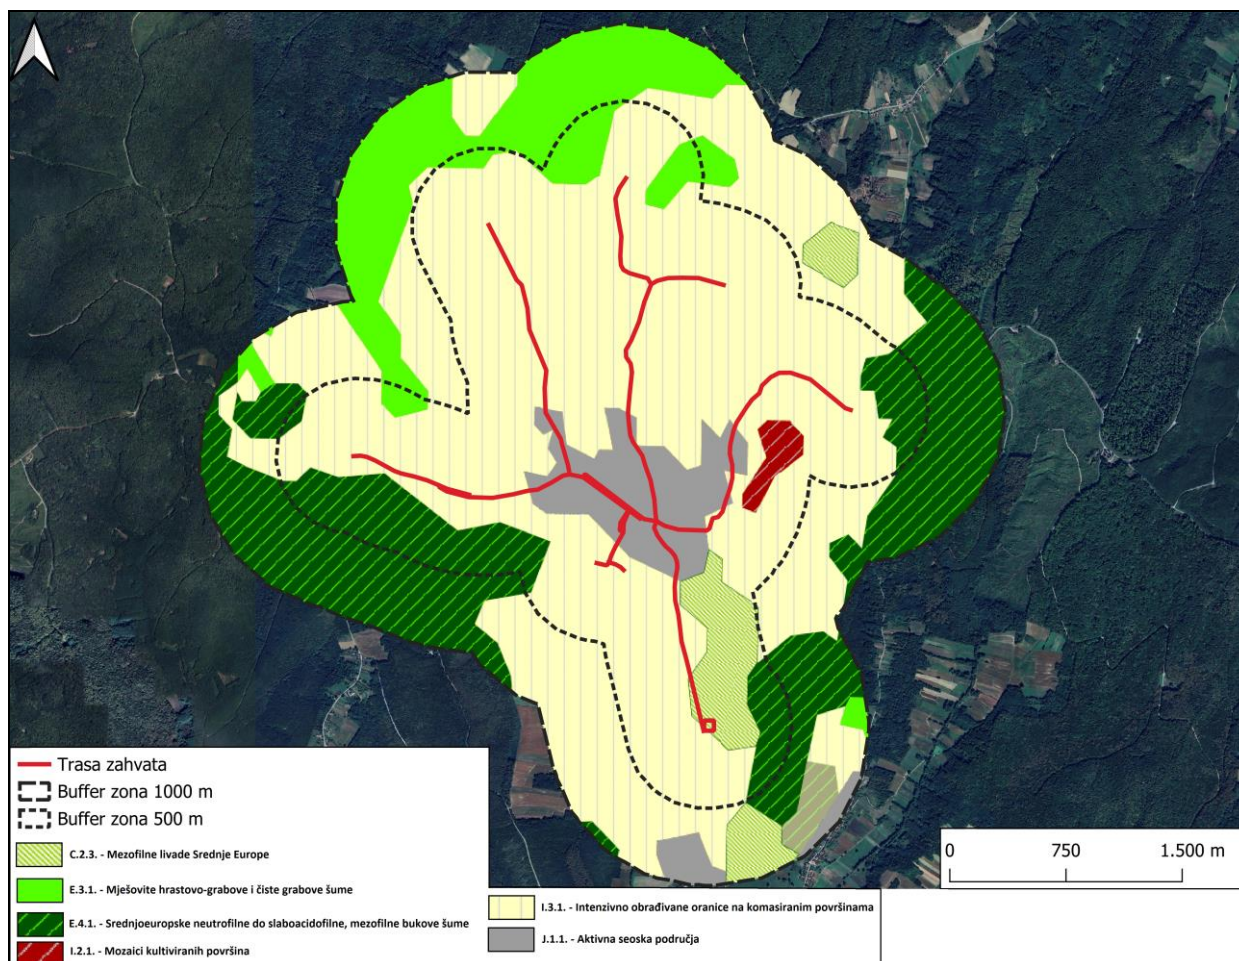 Trasa zahvata
Buffer zona 1000 m
Buffer zona 500 m
C.2.3. - Mezofilne livade Srednje Europe
E.3.1. - Mješovite hrastovo-grabove i čiste grabove šume
E.4.1. - Srednjoeuropske neutrofilne do slaboacidofilne, mezofilne bukove šume
I.2.1. - Mozaici kultiviranih površina
I.3.1. - Intenzivno obrađivane oranice na komasiranim površinama
J.1.1. - Aktivna seoska područja
0 750 1.500 m